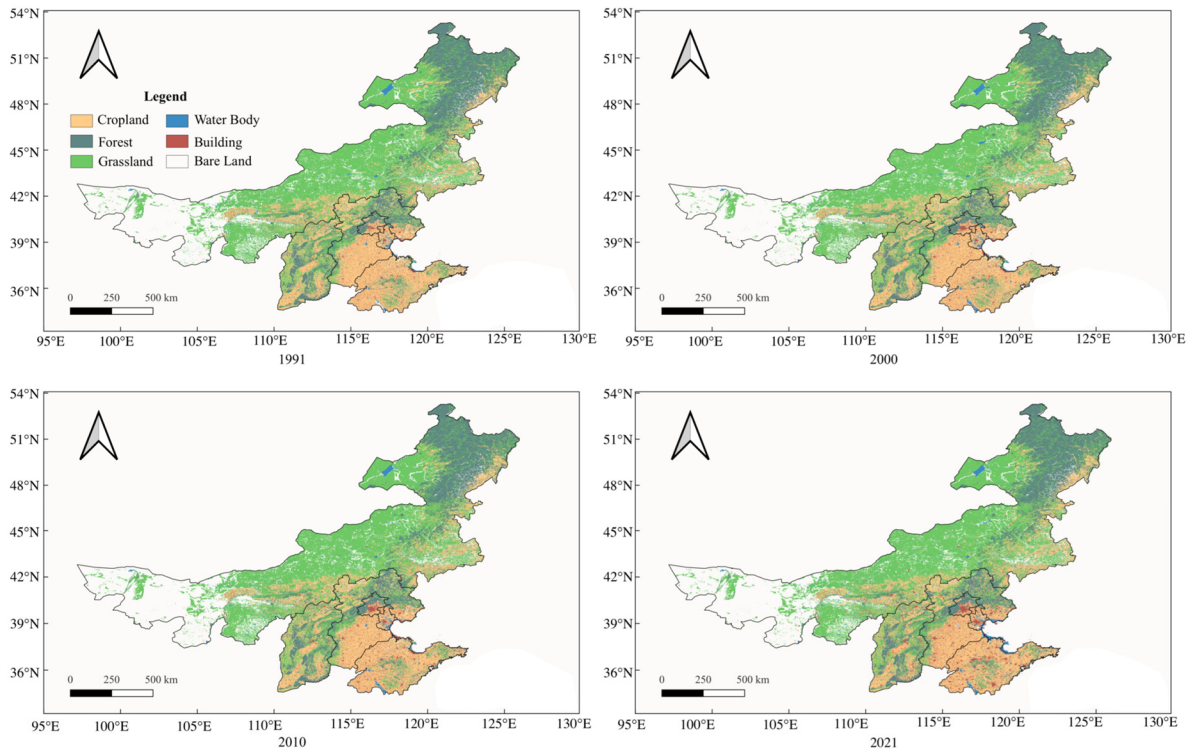 54°N
51°N
48°N
45°N
42°N
39°N
36°N
Legend
Cropland
Water Body
Forest
Building
Grassland
Bare Land
0 250 500 km
95°E 100°E 105°E 110°E 115°E 120°E 125°E 130°E
1991
54°N
51°N
48°N
45°N
42°N
39°N
36°N
0 250 500 km
95°E 100°E 105°E 110°E 115°E 120°E 125°E 130°E
2000
54°N
51°N
48°N
45°N
42°N
39°N
36°N
0 250 500 km
95°E 100°E 105°E 110°E 115°E 120°E 125°E 130°E
2010
54°N
51°N
48°N
45°N
42°N
39°N
36°N
0 250 500 km
95°E 100°E 105°E 110°E 115°E 120°E 125°E 130°E
2021